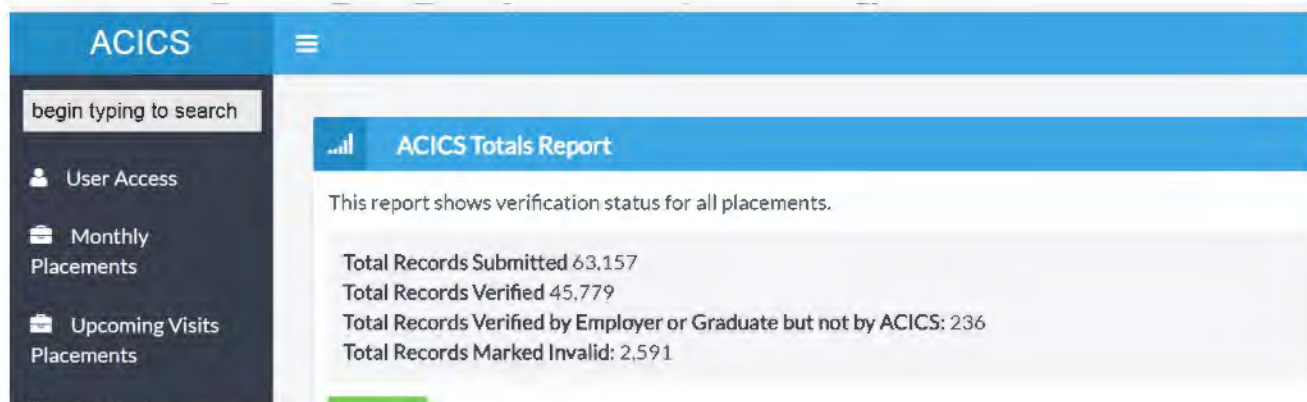 ACICS
begin typing to search
User Access
Monthly
Placements
Upcoming Visits
Placements
ACICS Totals Report
This report shows verification status for all placements.
Total Records Submitted 63,157
Total Records Verified 45,779
Total Records Verified by Employer or Graduate but not by ACICS: 236
Total Records Marked Invalid: 2,591